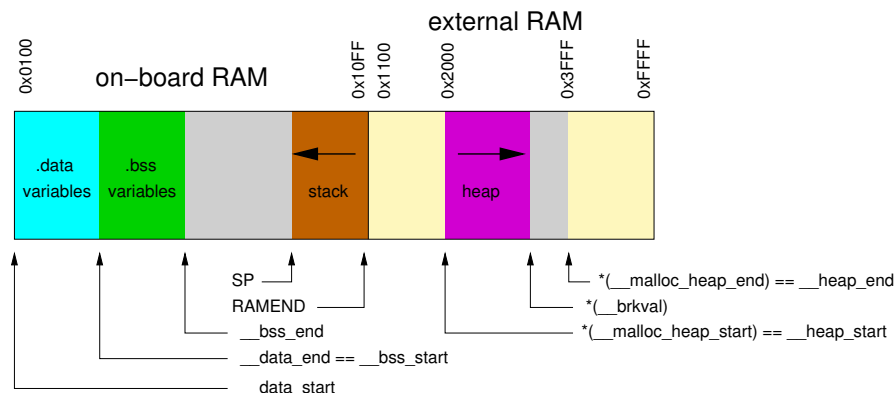 external RAM
on−board RAM
0x0100
0x10FF
0x1100
0x2000
0x3FFF
0xFFFF
.data
variables
.bss
variables
stack
heap
SP
RAMEND
__bss_end
__data_end == __bss_start
__data_start
*(__malloc_heap_end) == __heap_end
*(__brkval)
*(__malloc_heap_start) == __heap_start